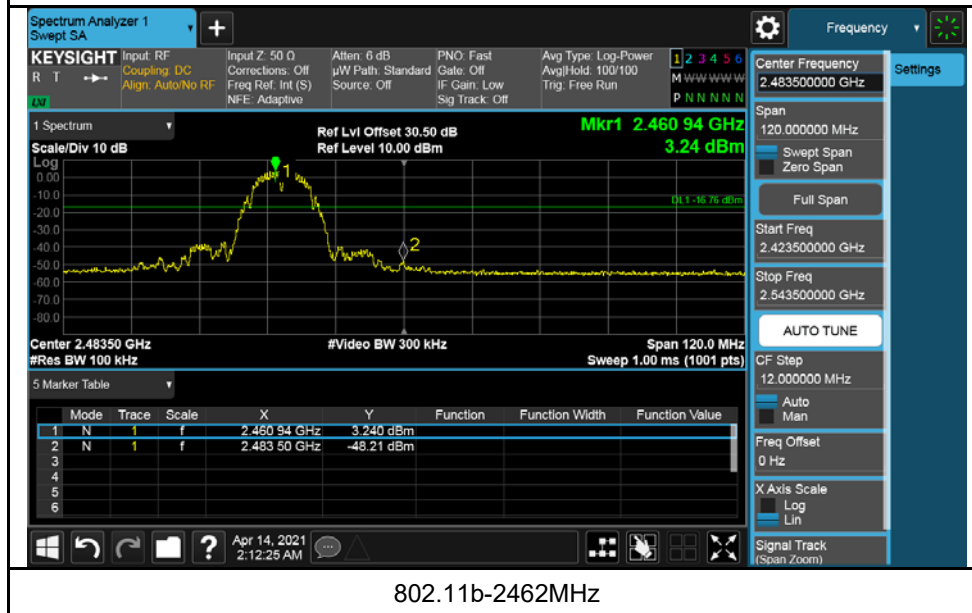 Spectrum Analyzer 1
Swept SA
+
Frequency
KEYSIGHT
R T
LXI
Input: RF
Coupling: DC
Align: Auto/No RF
Input Z: 50 Ω
Corrections: Off
Freq Ref: Int (S)
NFE: Adaptive
Atten: 6 dB
µW Path: Standard
Source: Off
PNO: Fast
Gate: Off
IF Gain: Low
Sig Track: Off
Avg Type: Log-Power
Avg|Hold: 100/100
Trig: Free Run
1 2 3 4 5 6
M W W W W W
P N N N N N
1 Spectrum
Scale/Div 10 dB
Ref Lvl Offset 30.50 dB
Ref Level 10.00 dBm
Mkr1 2.460 94 GHz
3.24 dBm
Log
0.00
-10.0
-20.0
-30.0
-40.0
-50.0
-60.0
-70.0
-80.0
1
2
DL1 -16.76 dBm
Center 2.48350 GHz
#Res BW 100 kHz
#Video BW 300 kHz
Span 120.0 MHz
Sweep 1.00 ms (1001 pts)
5 Marker Table
Mode Trace Scale X Y Function Function Width Function Value
1 N 1 f 2.460 94 GHz 3.240 dBm
2 N 1 f 2.483 50 GHz -48.21 dBm
3
4
5
6
?
Apr 14, 2021
2:12:25 AM
Center Frequency
2.483500000 GHz
Settings
Span
120.000000 MHz
Swept Span
Zero Span
Full Span
Start Freq
2.423500000 GHz
Stop Freq
2.543500000 GHz
AUTO TUNE
CF Step
12.000000 MHz
Auto
Man
Freq Offset
0 Hz
X Axis Scale
Log
Lin
Signal Track
(Span Zoom)
802.11b-2462MHz